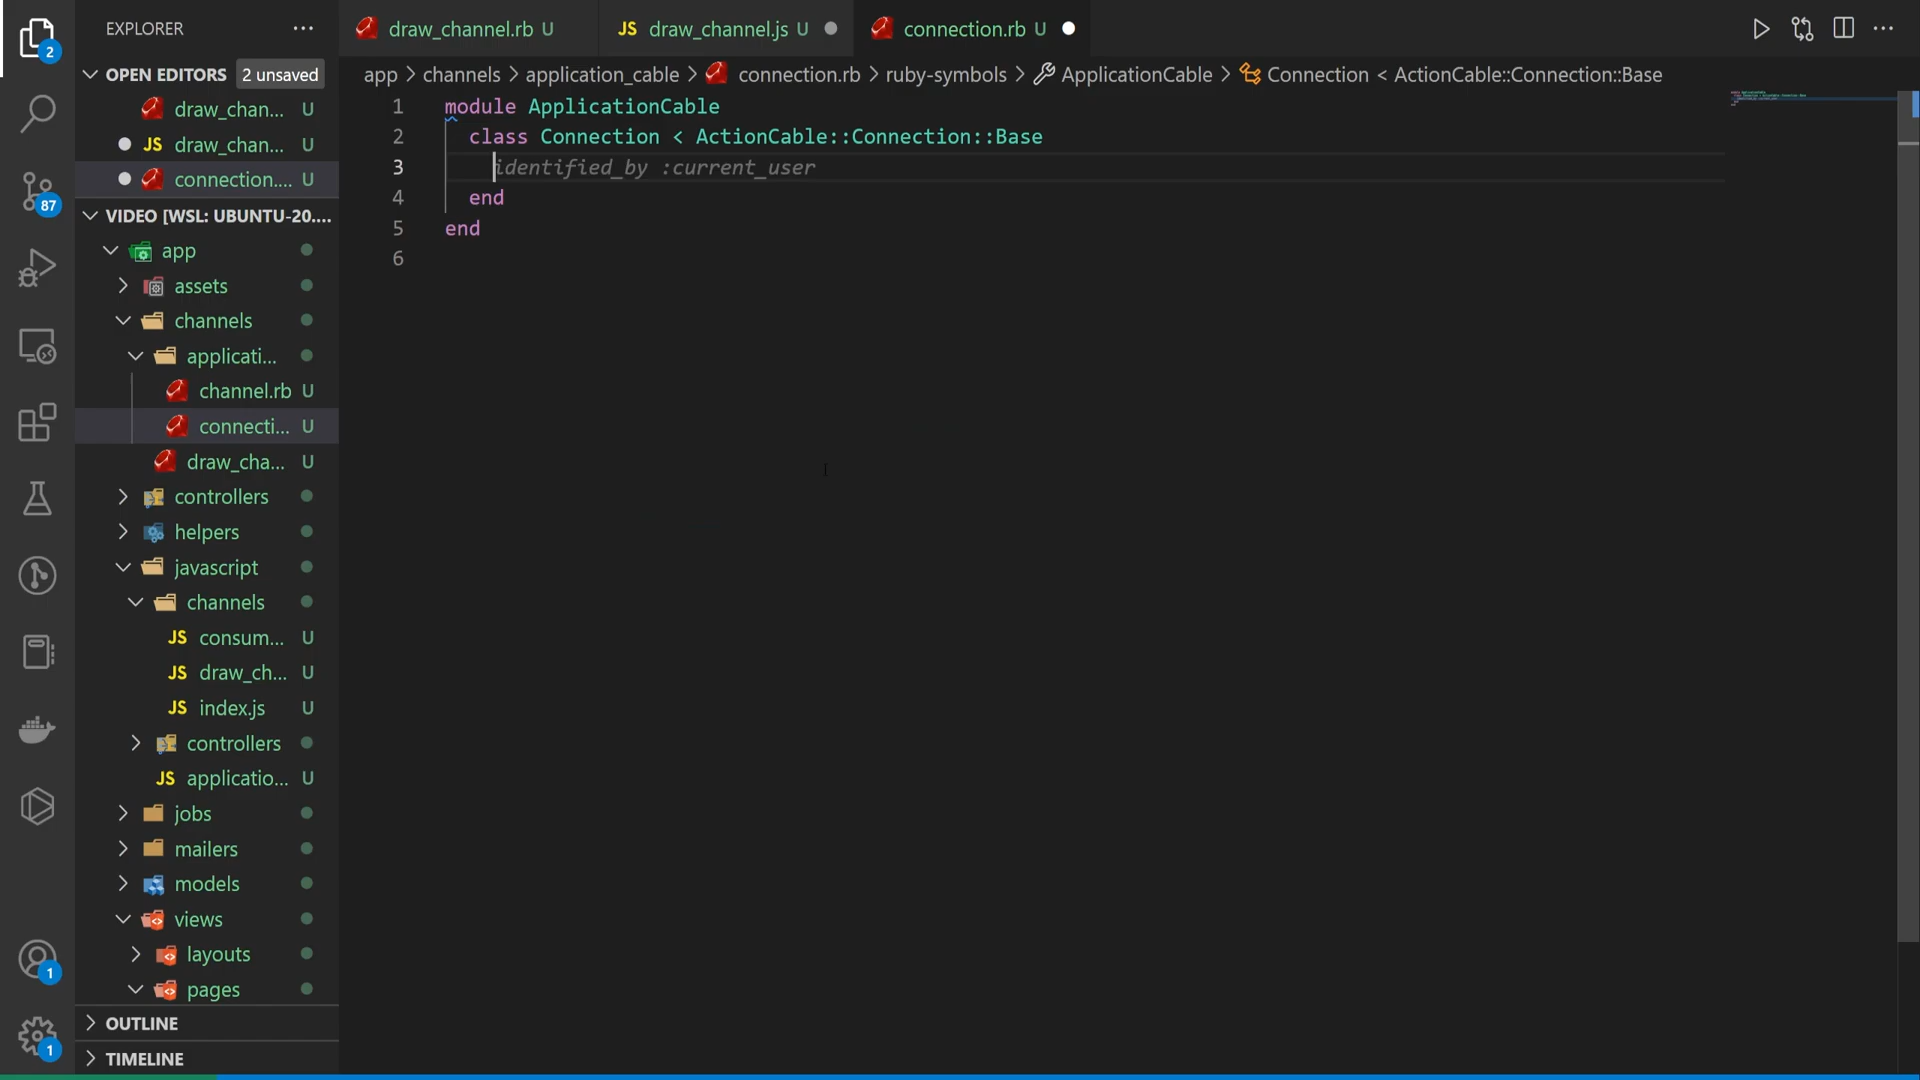 EXPLORER
draw_channel.rb U
JS draw_channel.js U
connection.rb U
OPEN EDITORS 2 unsaved
app > channels > application_cable > connection.rb > ruby-symbols > ApplicationCable > Connection < ActionCable::Connection::Base
draw_chan... U
JS draw_chan... U
connection.... U
VIDEO [WSL: UBUNTU-20....
app
assets
channels
applicati...
channel.rb U
connecti... U
draw_cha... U
controllers
helpers
javascript
channels
JS consum... U
JS draw_ch... U
JS index.js U
controllers
JS applicatio... U
jobs
mailers
models
views
layouts
pages
OUTLINE
TIMELINE
2
87
1
1
1 module ApplicationCable
2 class Connection < ActionCable::Connection::Base
3 identified_by :current_user
4 end
5 end
6